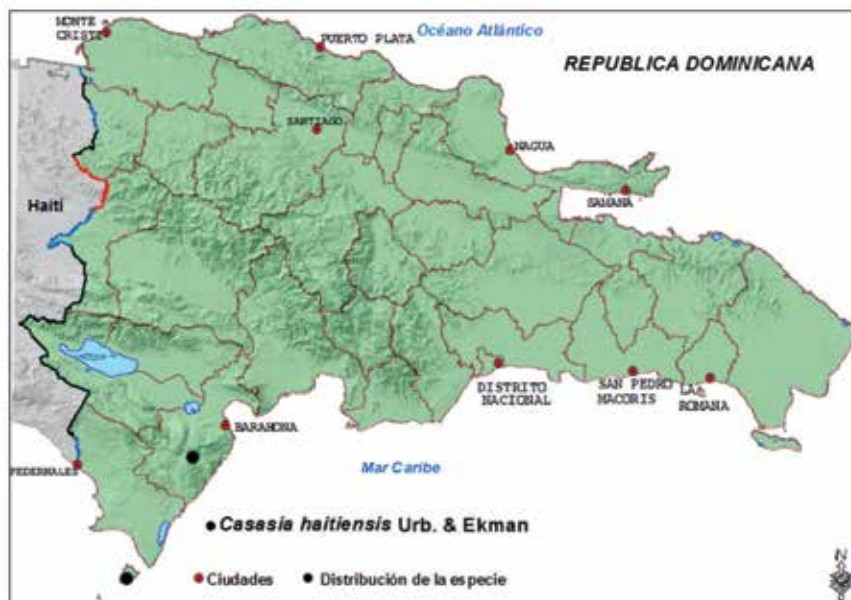 MONTE
CRISTE
PUERTO PLATA
Océano Atlántico
REPUBLICA DOMINICANA
SANTIAGO
NAGUA
SAMANA
Haití
DISTRITO
NACIONAL
SAN PEDRO
MACORIS
LA
ROMANA
BARAHONA
PEDERNALES
Mar Caribe
Casasia haitiensis Urb. & Ekman
Ciudades
Distribución de la especie
N